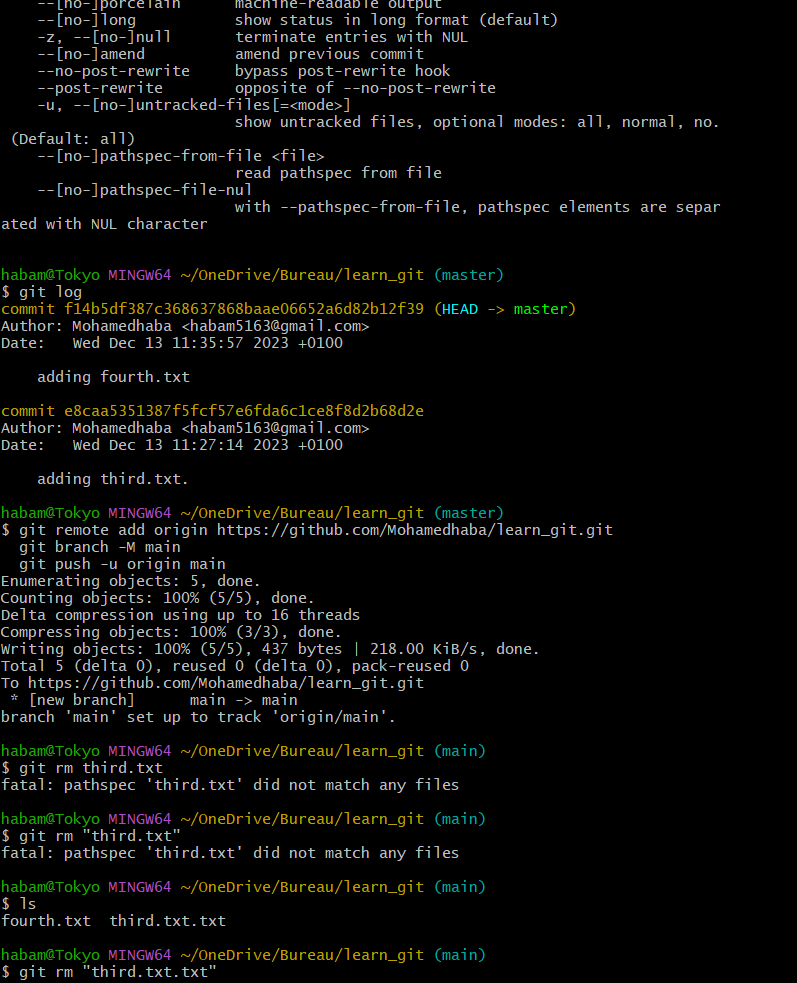 --[no-]porcelain      machine-readable output
--[no-]long           show status in long format (default)
-z, --[no-]null       terminate entries with NUL
--[no-]amend          amend previous commit
--no-post-rewrite     bypass post-rewrite hook
--post-rewrite        opposite of --no-post-rewrite
-u, --[no-]untracked-files[=<mode>]
show untracked files, optional modes: all, normal, no.
(Default: all)
--[no-]pathspec-from-file <file>
read pathspec from file
--[no-]pathspec-file-nul
with --pathspec-from-file, pathspec elements are separ
ated with NUL character
habam@Tokyo MINGW64 ~/OneDrive/Bureau/learn_git (master)
$ git log
commit f14b5df387c368637868baae06652a6d82b12f39 (HEAD -> master)
Author: Mohamedhaba <habam5163@gmail.com>
Date:   Wed Dec 13 11:35:57 2023 +0100
adding fourth.txt
commit e8caa5351387f5fcf57e6fda6c1ce8f8d2b68d2e
Author: Mohamedhaba <habam5163@gmail.com>
Date:   Wed Dec 13 11:27:14 2023 +0100
adding third.txt.
habam@Tokyo MINGW64 ~/OneDrive/Bureau/learn_git (master)
$ git remote add origin https://github.com/Mohamedhaba/learn_git.git
git branch -M main
git push -u origin main
Enumerating objects: 5, done.
Counting objects: 100% (5/5), done.
Delta compression using up to 16 threads
Compressing objects: 100% (3/3), done.
Writing objects: 100% (5/5), 437 bytes | 218.00 KiB/s, done.
Total 5 (delta 0), reused 0 (delta 0), pack-reused 0
To https://github.com/Mohamedhaba/learn_git.git
* [new branch]      main -> main
branch 'main' set up to track 'origin/main'.
habam@Tokyo MINGW64 ~/OneDrive/Bureau/learn_git (main)
$ git rm third.txt
fatal: pathspec 'third.txt' did not match any files
habam@Tokyo MINGW64 ~/OneDrive/Bureau/learn_git (main)
$ git rm "third.txt"
fatal: pathspec 'third.txt' did not match any files
habam@Tokyo MINGW64 ~/OneDrive/Bureau/learn_git (main)
$ ls
fourth.txt  third.txt.txt
habam@Tokyo MINGW64 ~/OneDrive/Bureau/learn_git (main)
$ git rm "third.txt.txt"